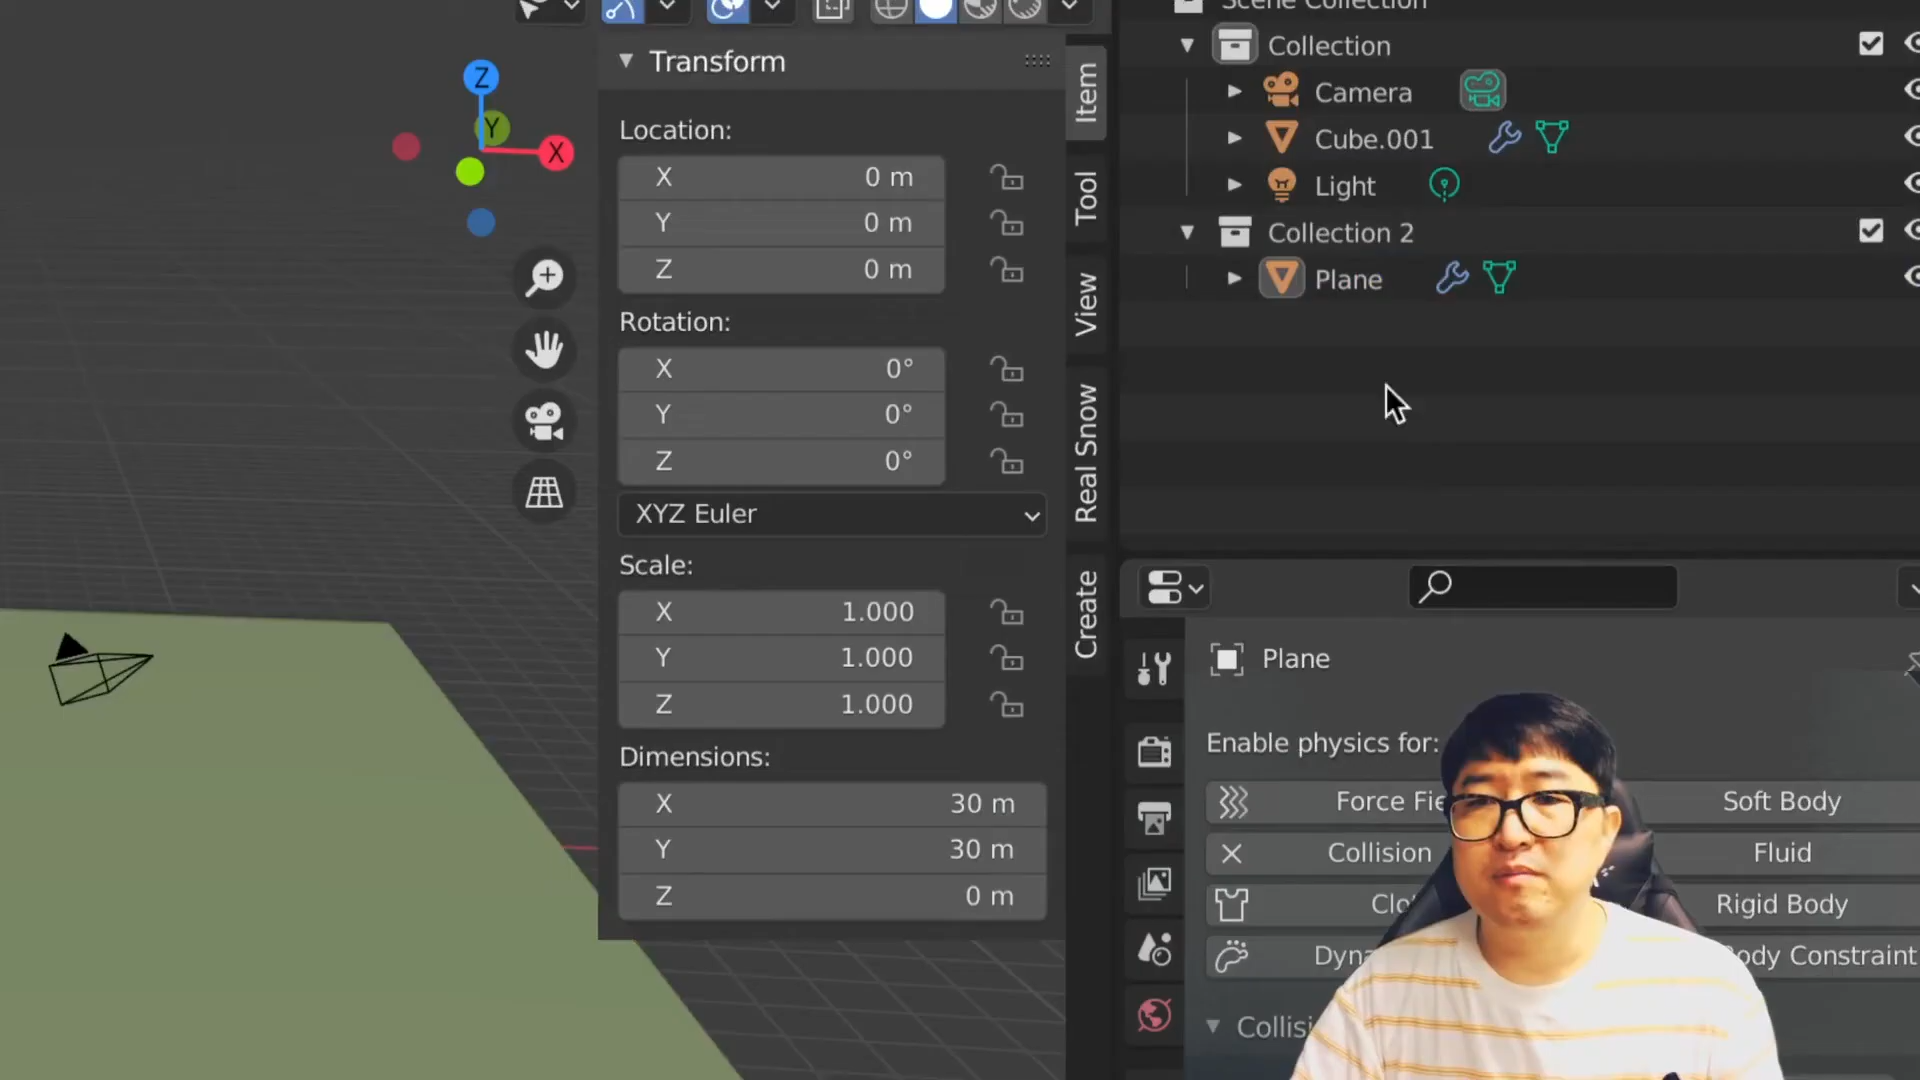 Scene Collection
Collection
Camera
Cube.001
Light
Collection 2
Plane
Z
Y
X
Transform
Location:
X 0 m
Y 0 m
Z 0 m
Rotation:
X 0°
Y 0°
Z 0°
XYZ Euler
Scale:
X 1.000
Y 1.000
Z 1.000
Dimensions:
X 30 m
Y 30 m
Z 0 m
Item
Tool
View
Real Snow
Create
Plane
Enable physics for:
Force Fie
Soft Body
Collision
Fluid
Clo
Rigid Body
Dyna
ody Constraint
Collisi